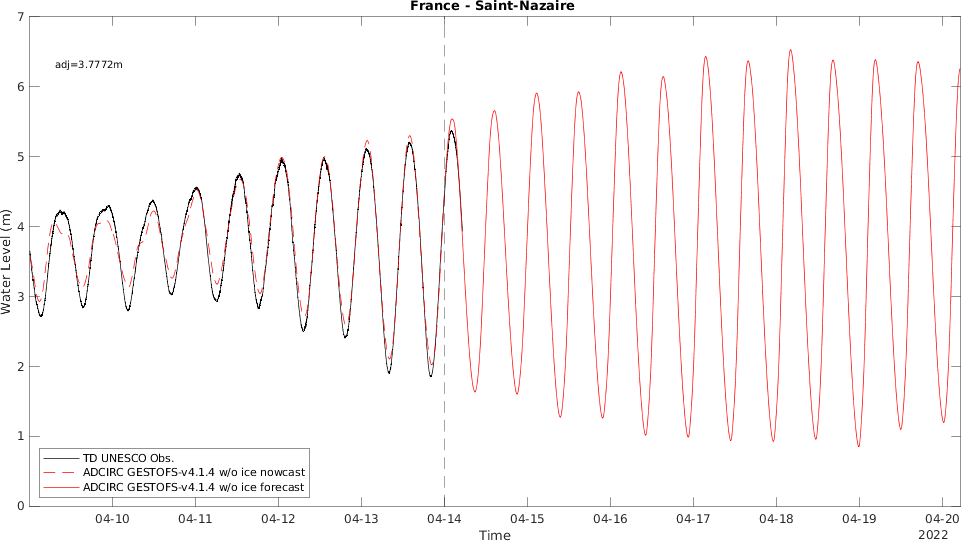 France - Saint-Nazaire
7
adj=3.7772m
6
5
4
Water Level (m)
3
2
1
TD UNESCO Obs.
ADCIRC GESTOFS-v4.1.4 w/o ice nowcast
ADCIRC GESTOFS-v4.1.4 w/o ice forecast
0
04-10 04-11 04-12 04-13 04-14 04-15 04-16 04-17 04-18 04-19 04-20
Time
2022